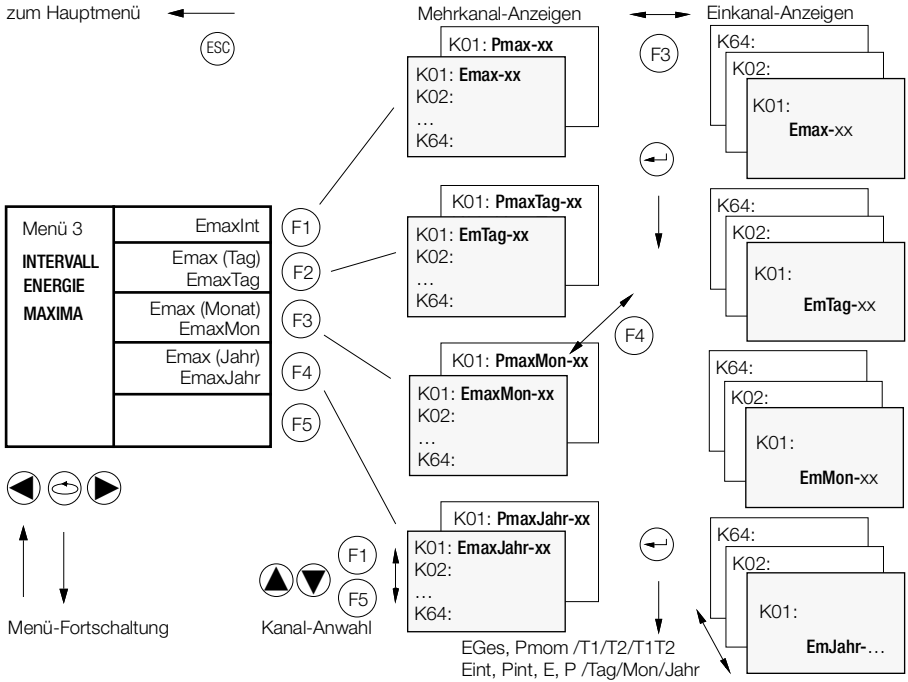 zum Hauptmenü
ESC
Mehrkanal-Anzeigen
Einkanal-Anzeigen
F3
K01: Pmax-xx
K01: Emax-xx
K02:
...
K64:
K64:
K02:
K01:
Emax-xx
Menü 3
INTERVALL
ENERGIE
MAXIMA
EmaxInt
Emax (Tag)
EmaxTag
Emax (Monat)
EmaxMon
Emax (Jahr)
EmaxJahr
F1
F2
F3
F4
F5
K01: PmaxTag-xx
K01: EmTag-xx
K02:
...
K64:
K64:
K02:
K01:
EmTag-xx
F4
K01: PmaxMon-xx
K01: EmaxMon-xx
K02:
...
K64:
K64:
K02:
K01:
EmMon-xx
K01: PmaxJahr-xx
K01: EmaxJahr-xx
K02:
...
K64:
K64:
K02:
K01:
EmJahr-...
F1
F5
Menü-Fortschaltung
Kanal-Anwahl
EGes, Pmom /T1/T2/T1T2
Eint, Pint, E, P /Tag/Mon/Jahr